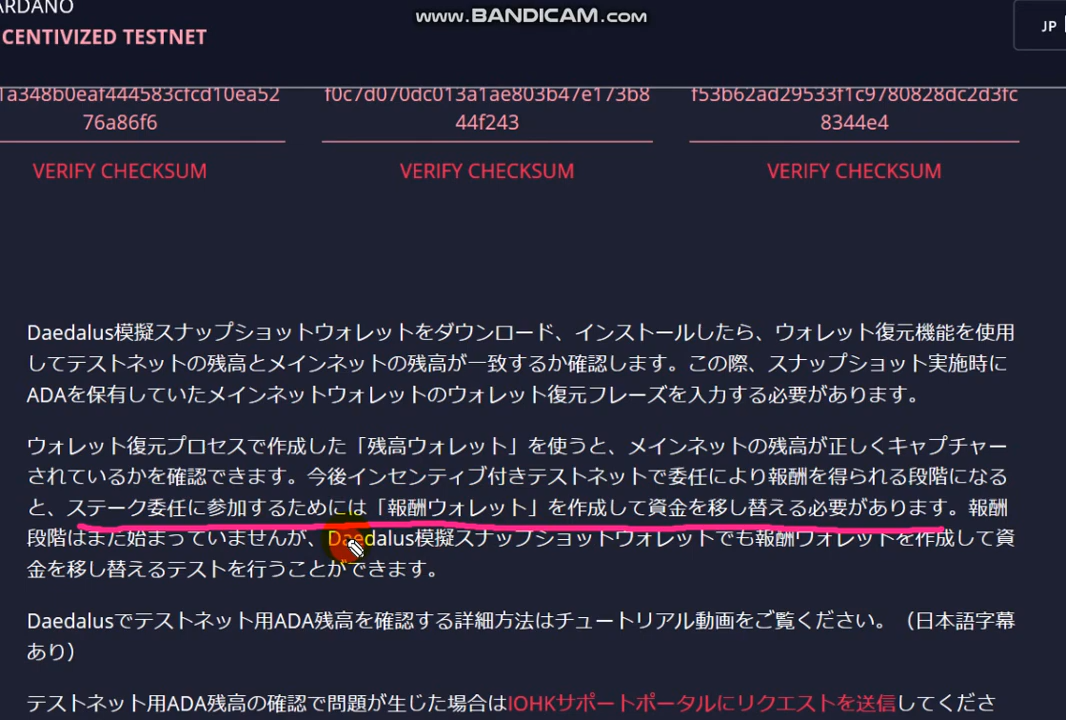 www.BANDICAM.com
ARDANO
CENTIVIZED TESTNET
JP
1a348b0eaf444583cfcd10ea52
76a86f6
f0c7d070dc013a1ae803b47e173b8
44f243
f53b62ad29533f1c9780828dc2d3fc
8344e4
VERIFY CHECKSUM
VERIFY CHECKSUM
VERIFY CHECKSUM
Daedalus模擬スナップショットウォレットをダウンロード、インストールしたら、ウォレット復元機能を使用
してテストネットの残高とメインネットの残高が一致するか確認します。この際、スナップショット実施時に
ADAを保有していたメインネットウォレットのウォレット復元フレーズを入力する必要があります。
ウォレット復元プロセスで作成した「残高ウォレット」を使うと、メインネットの残高が正しくキャプチャー
されているかを確認できます。今後インセンティブ付きテストネットで委任により報酬を得られる段階になる
と、ステーク委任に参加するためには「報酬ウォレット」を作成して資金を移し替える必要があります。報酬
段階はまだ始まっていませんが、Daedalus模擬スナップショットウォレットでも報酬ウォレットを作成して資
金を移し替えるテストを行うことができます。
Daedalusでテストネット用ADA残高を確認する詳細方法はチュートリアル動画をご覧ください。（日本語字幕
あり）
テストネット用ADA残高の確認で問題が生じた場合はIOHKサポートポータルにリクエストを送信してくださ